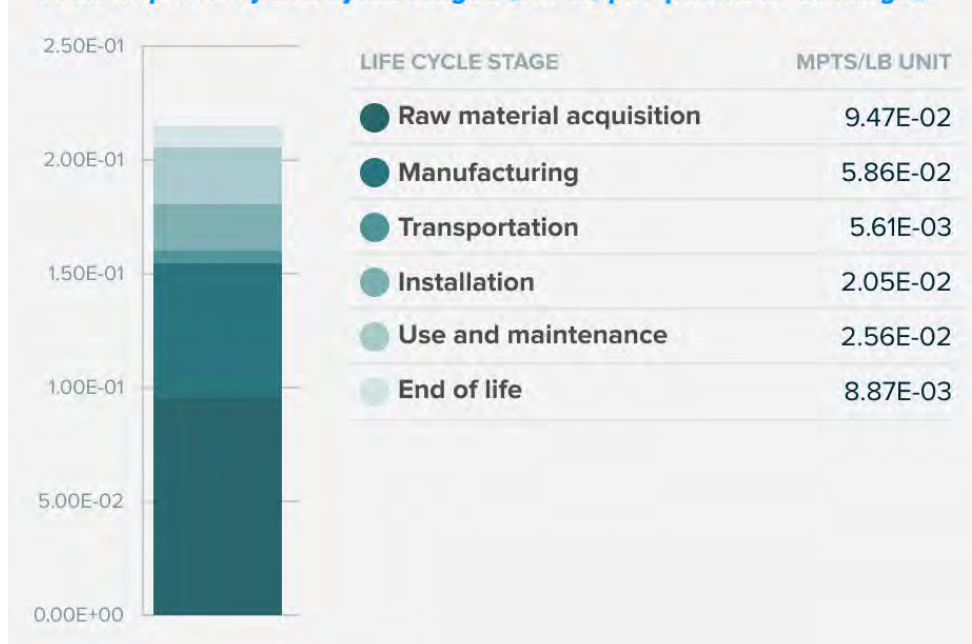 2.50E-01
2.00E-01
1.50E-01
1.00E-01
5.00E-02
0.00E+00
LIFE CYCLE STAGE MPTS/LB UNIT
Raw material acquisition 9.47E-02
Manufacturing 5.86E-02
Transportation 5.61E-03
Installation 2.05E-02
Use and maintenance 2.56E-02
End of life 8.87E-03